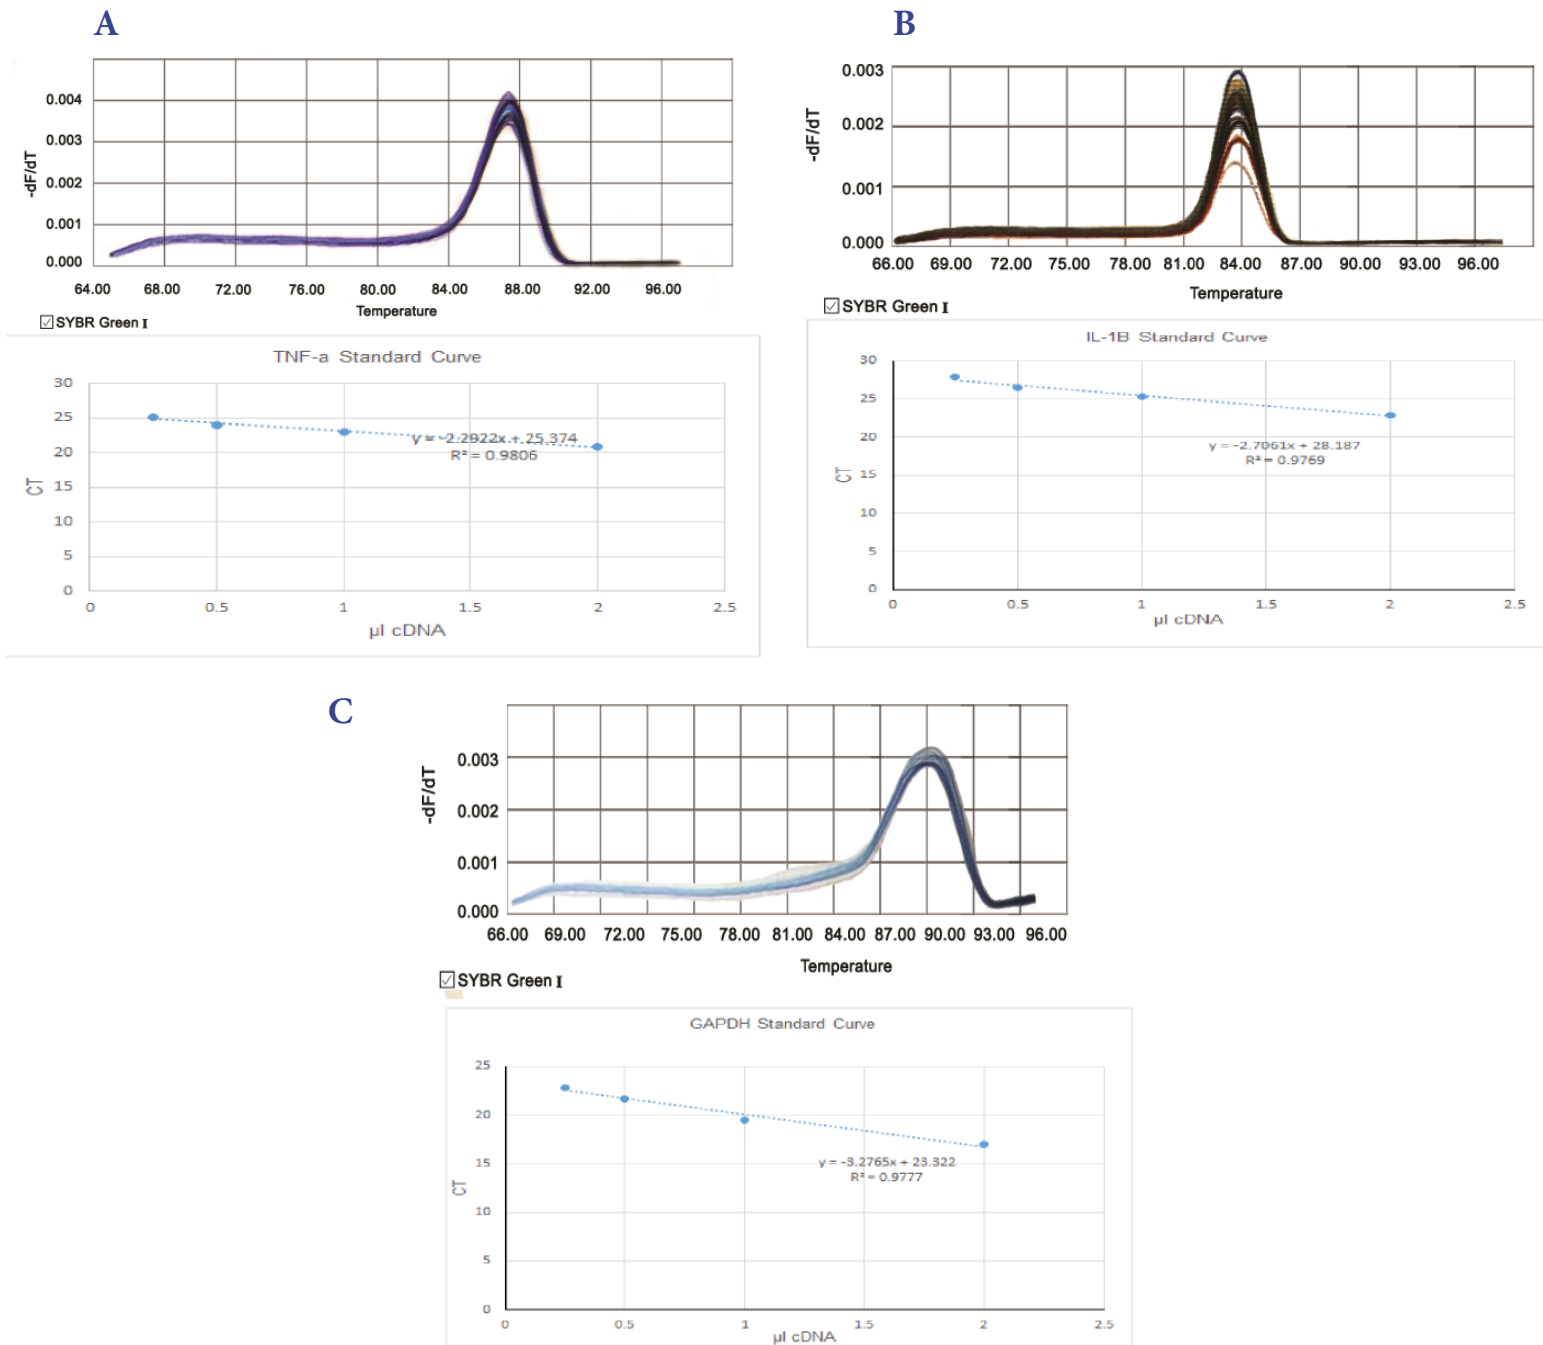 A
-dF/dT
0.004
0.003
0.002
0.001
0.000
64.00 68.00 72.00 76.00 80.00 84.00 88.00 92.00 96.00
Temperature
SYBR Green I
TNF-a Standard Curve
CT
30
25
20
15
10
5
0
y = -2.2922x + 25.374
R² = 0.9806
0 0.5 1 1.5 2 2.5
µl cDNA
B
-dF/dT
0.003
0.002
0.001
0.000
66.00 69.00 72.00 75.00 78.00 81.00 84.00 87.00 90.00 93.00 96.00
Temperature
SYBR Green I
IL-1B Standard Curve
CT
30
25
20
15
10
5
0
y = -2.7061x + 28.187
R² = 0.9769
0 0.5 1 1.5 2 2.5
µl cDNA
C
-dF/dT
0.003
0.002
0.001
0.000
66.00 69.00 72.00 75.00 78.00 81.00 84.00 87.00 90.00 93.00 96.00
Temperature
SYBR Green I
GAPDH Standard Curve
CT
25
20
15
10
5
0
y = -3.2765x + 23.322
R² = 0.9777
0 0.5 1 1.5 2 2.5
µl cDNA